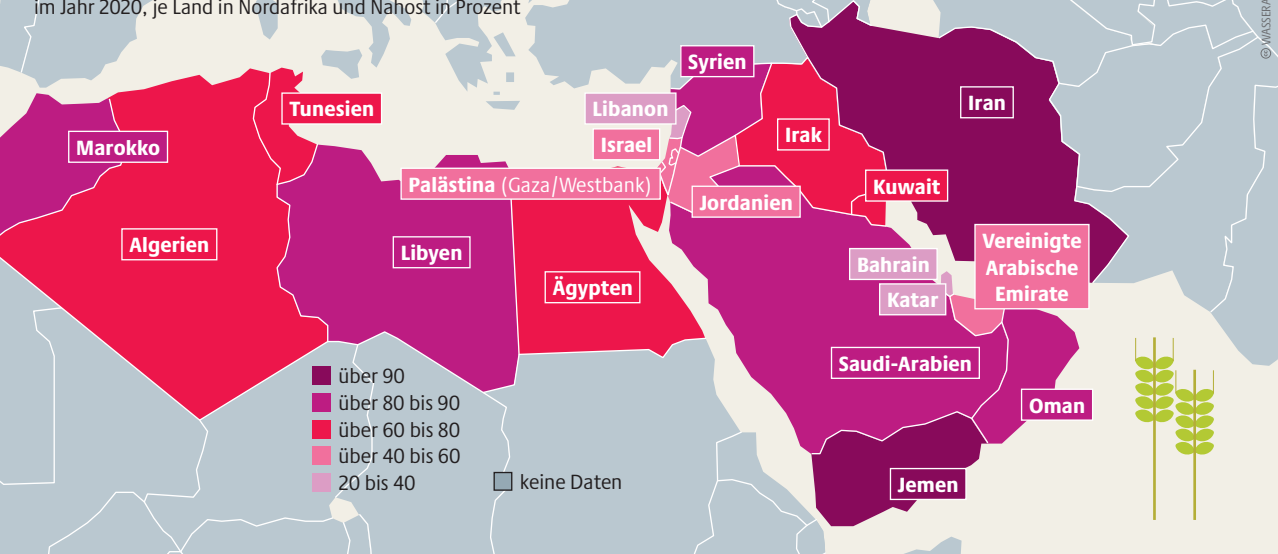 im Jahr 2020, je Land in Nordafrika und Nahost in Prozent
© WASSERA
Syrien
Libanon
Tunesien
Iran
Irak
Israel
Marokko
Palästina (Gaza/Westbank)
Kuwait
Jordanien
Algerien
Libyen
Vereinigte
Arabische
Emirate
Bahrain
Ägypten
Katar
Saudi-Arabien
über 90
über 80 bis 90
Oman
über 60 bis 80
über 40 bis 60
20 bis 40
keine Daten
Jemen